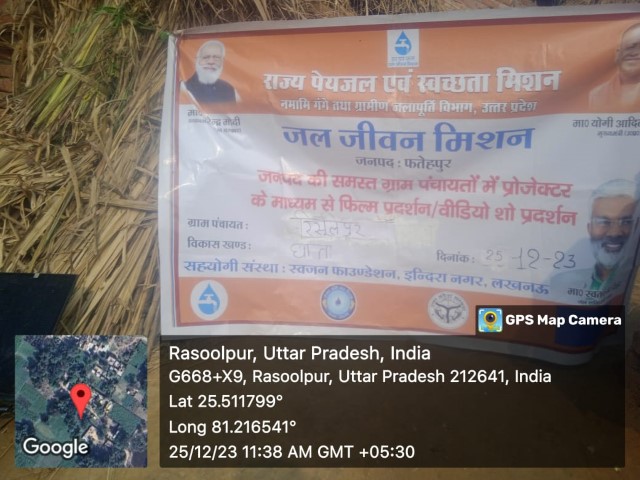 राज्य पेयजल एवं स्वच्छता मिशन
नमामि गंगे तथा ग्रामीण जलापूर्ति विभाग, उत्तर प्रदेश
मा० योगी
जल जीवन मिशन
जनपद : फतेहपुर
जनपद की समस्त ग्राम पंचायतों में प्रोजेक्टर
के माध्यम से फिल्म प्रदर्शन/वीडियो शो प्रदर्शन
ग्राम पंचायत :
विकास खण्ड :
दिनांक : 25-12-23
सहयोगी संस्था : स्वजन फाउण्डेशन, इन्दिरा नगर, लखनऊ
GPS Map Camera
Rasoolpur, Uttar Pradesh, India
G668+X9, Rasoolpur, Uttar Pradesh 212641, India
Lat 25.511799°
Long 81.216541°
25/12/23 11:38 AM GMT +05:30
Google